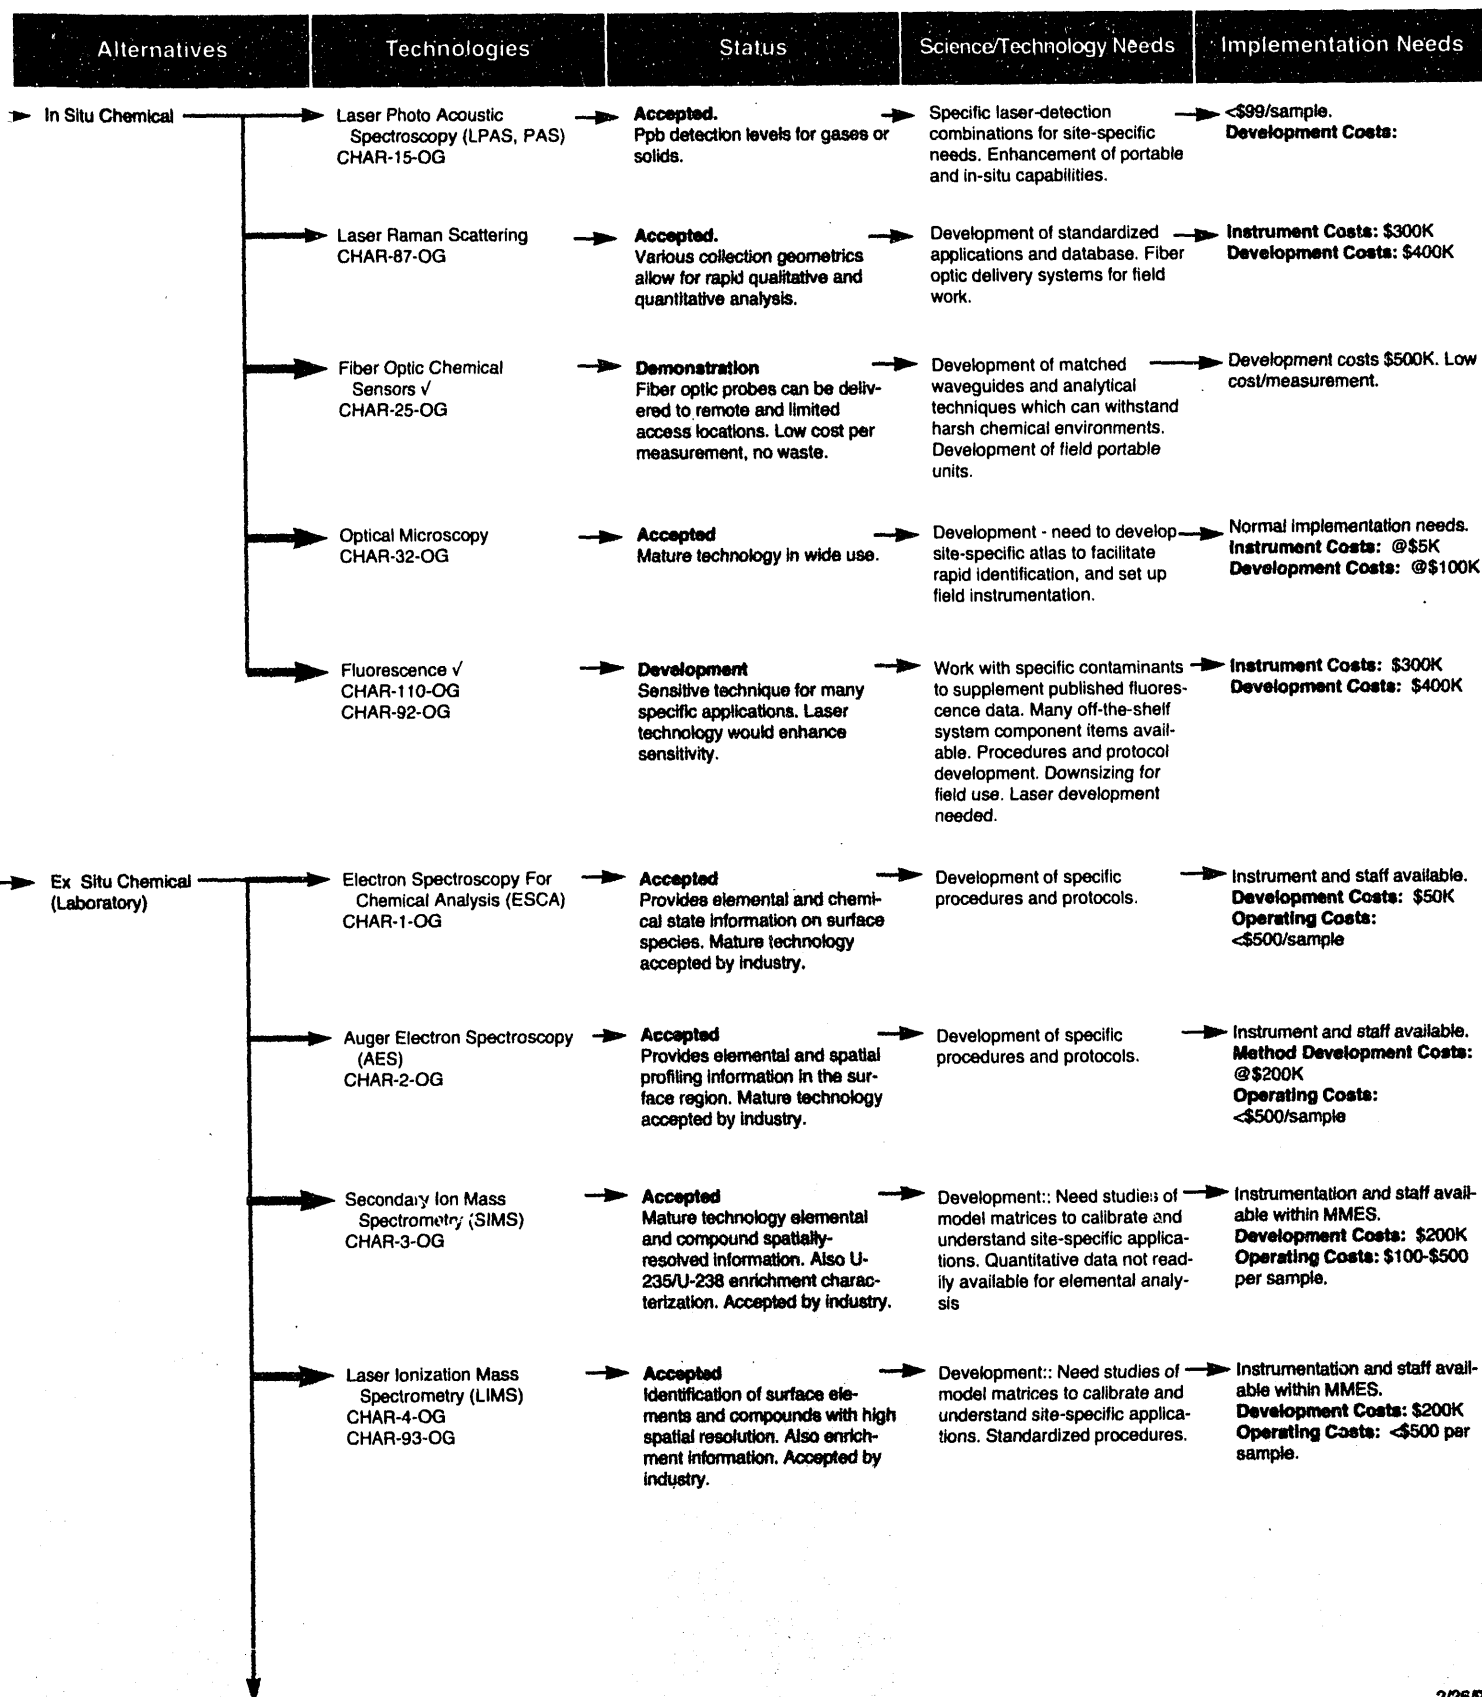 Alternatives
Technologies
Status
Science/Technology Needs
Implementation Needs
In Situ Chemical
Laser Photo Acoustic
Spectroscopy (LPAS, PAS)
CHAR-15-OG
Accepted.
Ppb detection levels for gases or
solids.
Specific laser-detection
combinations for site-specific
needs. Enhancement of portable
and in-situ capabilities.
<$99/sample.
Development Costs:
Laser Raman Scattering
CHAR-87-OG
Accepted.
Various collection geometrics
allow for rapid qualitative and
quantitative analysis.
Development of standardized
applications and database. Fiber
optic delivery systems for field
work.
Instrument Costs: $300K
Development Costs: $400K
Fiber Optic Chemical
Sensors √
CHAR-25-OG
Demonstration
Fiber optic probes can be deliv-
ered to remote and limited
access locations. Low cost per
measurement, no waste.
Development of matched
waveguides and analytical
techniques which can withstand
harsh chemical environments.
Development of field portable
units.
Development costs $500K. Low
cost/measurement.
Optical Microscopy
CHAR-32-OG
Accepted
Mature technology in wide use.
Development - need to develop
site-specific atlas to facilitate
rapid identification, and set up
field instrumentation.
Normal implementation needs.
Instrument Costs: @$5K
Development Costs: @$100K
Fluorescence √
CHAR-110-OG
CHAR-92-OG
Development
Sensitive technique for many
specific applications. Laser
technology would enhance
sensitivity.
Work with specific contaminants
to supplement published fluores-
cence data. Many off-the-shelf
system component items avail-
able. Procedures and protocol
development. Downsizing for
field use. Laser development
needed.
Instrument Costs: $300K
Development Costs: $400K
Ex Situ Chemical
(Laboratory)
Electron Spectroscopy For
Chemical Analysis (ESCA)
CHAR-1-OG
Accepted
Provides elemental and chemi-
cal state information on surface
species. Mature technology
accepted by industry.
Development of specific
procedures and protocols.
Instrument and staff available.
Development Costs: $50K
Operating Costs:
<$500/sample
Auger Electron Spectroscopy
(AES)
CHAR-2-OG
Accepted
Provides elemental and spatial
profiling information in the sur-
face region. Mature technology
accepted by industry.
Development of specific
procedures and protocols.
Instrument and staff available.
Method Development Costs:
@$200K
Operating Costs:
<$500/sample
Secondary Ion Mass
Spectrometry (SIMS)
CHAR-3-OG
Accepted
Mature technology elemental
and compound spatially-
resolved information. Also U-
235/U-238 enrichment charac-
terization. Accepted by industry.
Development:: Need studies of
model matrices to calibrate and
understand site-specific applica-
tions. Quantitative data not read-
ily available for elemental analy-
sis
Instrumentation and staff avail-
able within MMES.
Development Costs: $200K
Operating Costs: $100-$500
per sample.
Laser Ionization Mass
Spectrometry (LIMS)
CHAR-4-OG
CHAR-93-OG
Accepted
Identification of surface ele-
ments and compounds with high
spatial resolution. Also enrich-
ment information. Accepted by
industry.
Development:: Need studies of
model matrices to calibrate and
understand site-specific applica-
tions. Standardized procedures.
Instrumentation and staff avail-
able within MMES.
Development Costs: $200K
Operating Costs: <$500 per
sample.